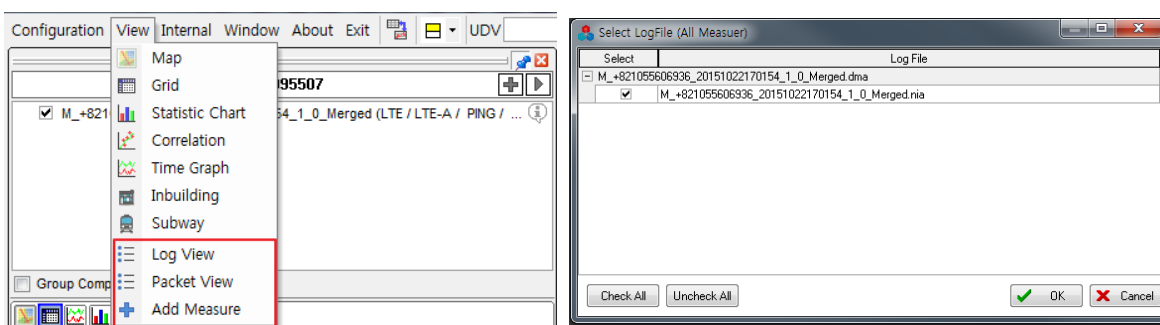 Configuration View Internal Window About Exit UDV
Map
Grid
Statistic Chart
Correlation
Time Graph
Inbuilding
Subway
Log View
Packet View
Add Measure
95507
M_+821
4_1_0_Merged (LTE / LTE-A / PING / ...
Group Comp
Select LogFile (All Measuer)
Select Log File
M_+821055606936_20151022170154_1_0_Merged.dma
M_+821055606936_20151022170154_1_0_Merged.nia
Check All Uncheck All OK Cancel